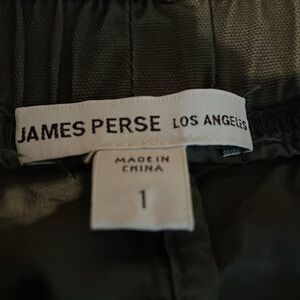 JAMES PERSE LOS ANGELES
MADE IN
CHINA
1